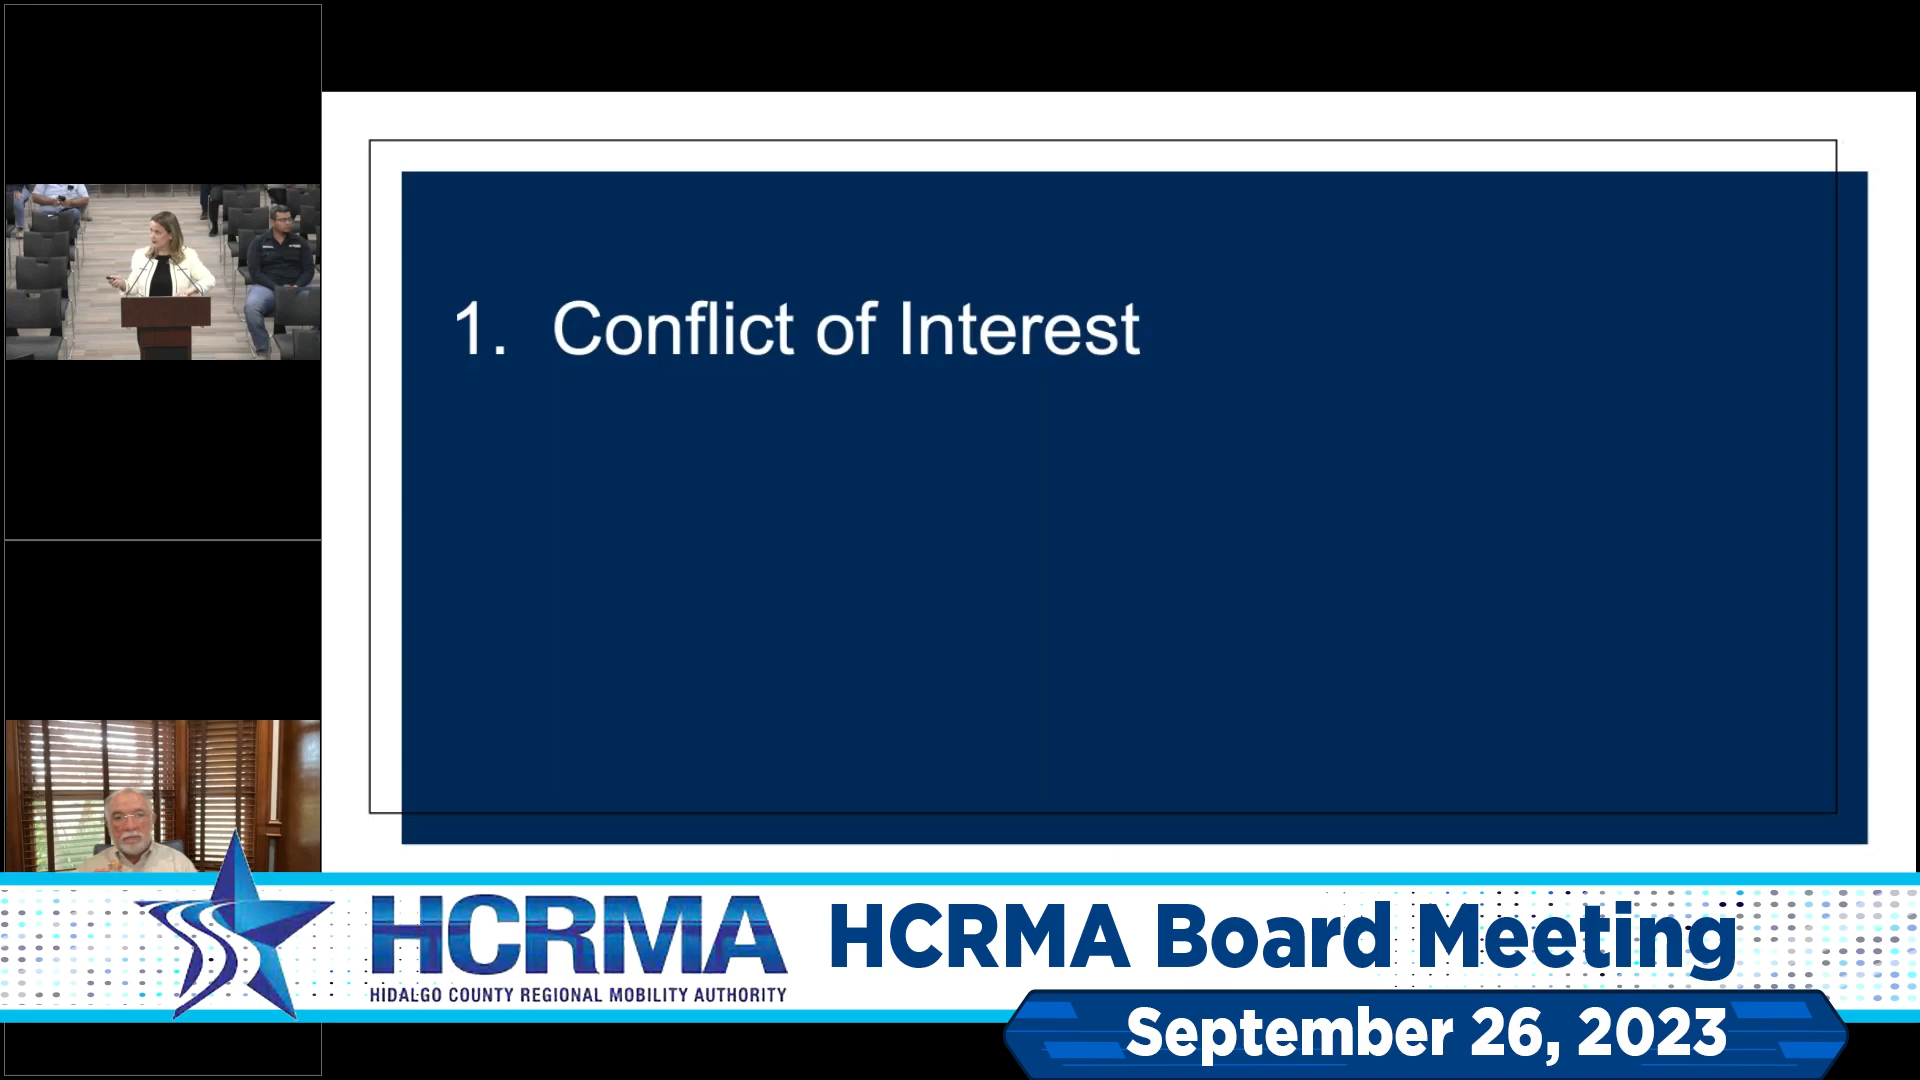 1. Conflict of Interest
HCRMA
HIDALGO COUNTY REGIONAL MOBILITY AUTHORITY
HCRMA Board Meeting
September 26, 2023